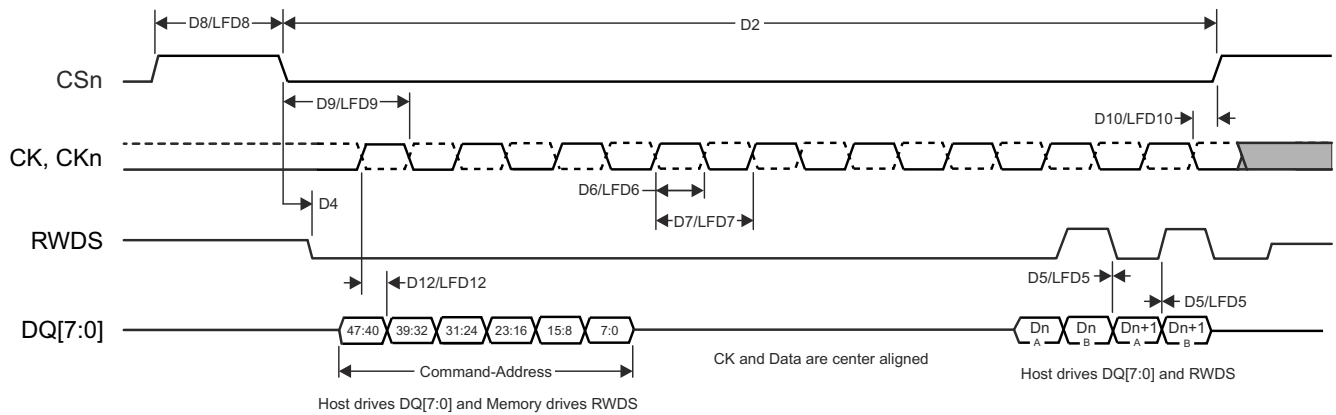 D8/LFD8
D2
CSn
D9/LFD9
D10/LFD10
CK, CKn
D6/LFD6
D4
D7/LFD7
RWDS
D12/LFD12
D5/LFD5
D5/LFD5
DQ[7:0]
47:40 39:32 31:24 23:16 15:8 7:0
Dn A Dn B Dn+1 A Dn+1 B
CK and Data are center aligned
Command-Address
Host drives DQ[7:0] and RWDS
Host drives DQ[7:0] and Memory drives RWDS